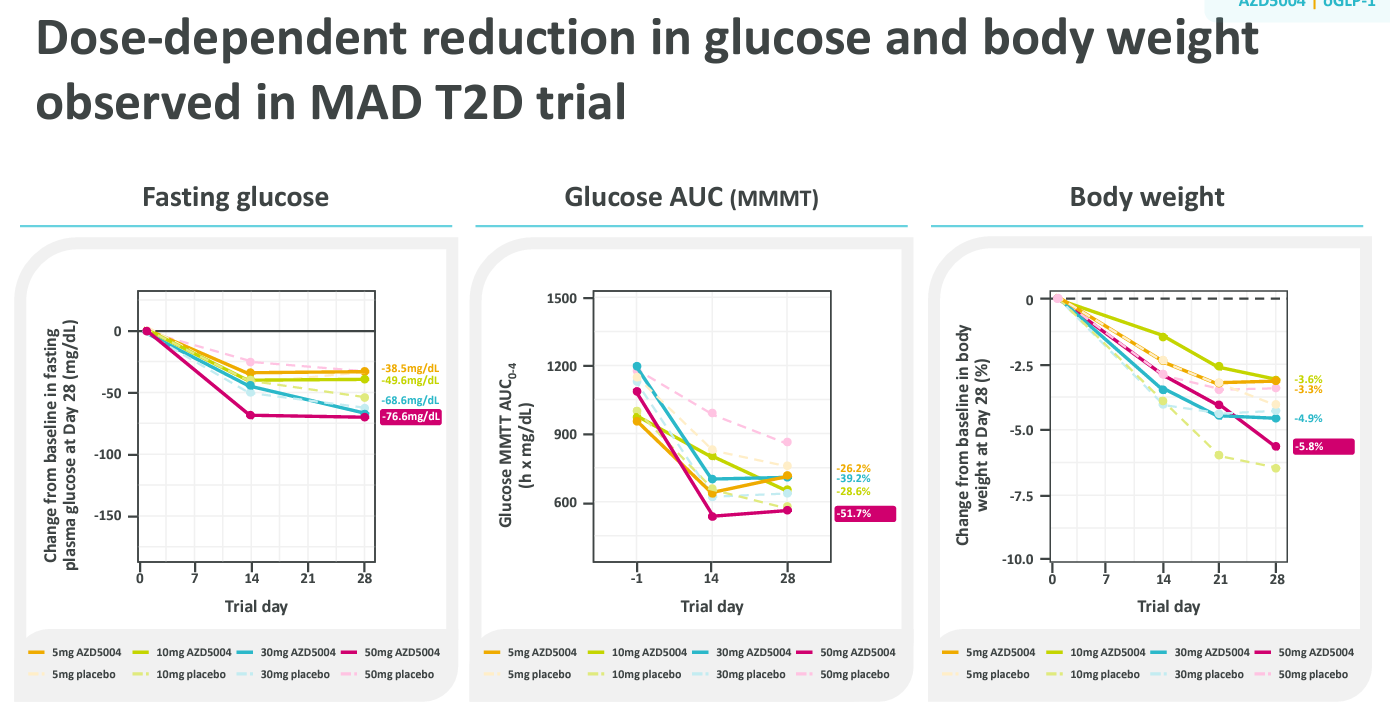 AZD5004 | UGLP-1
Dose-dependent reduction in glucose and body weight
observed in MAD T2D trial
Fasting glucose
Change from baseline in fasting
plasma glucose at Day 28 (mg/dL)
0
-50
-100
-150
0 7 14 21 28
Trial day
-38.5mg/dL
-49.6mg/dL
-68.6mg/dL
-76.6mg/dL
5mg AZD5004 10mg AZD5004 30mg AZD5004 50mg AZD5004
5mg placebo 10mg placebo 30mg placebo 50mg placebo
Glucose AUC (MMMT)
Glucose MMTT AUC0-4
(h x mg/dL)
1500
1200
900
600
-1 14 28
Trial day
-26.2%
-39.2%
-28.6%
-51.7%
5mg AZD5004 10mg AZD5004 30mg AZD5004 50mg AZD5004
5mg placebo 10mg placebo 30mg placebo 50mg placebo
Body weight
Change from baseline in body
weight at Day 28 (%)
0
-2.5
-5.0
-7.5
-10.0
0 7 14 21 28
Trial day
-3.6%
-3.3%
-4.9%
-5.8%
5mg AZD5004 10mg AZD5004 30mg AZD5004 50mg AZD5004
5mg placebo 10mg placebo 30mg placebo 50mg placebo